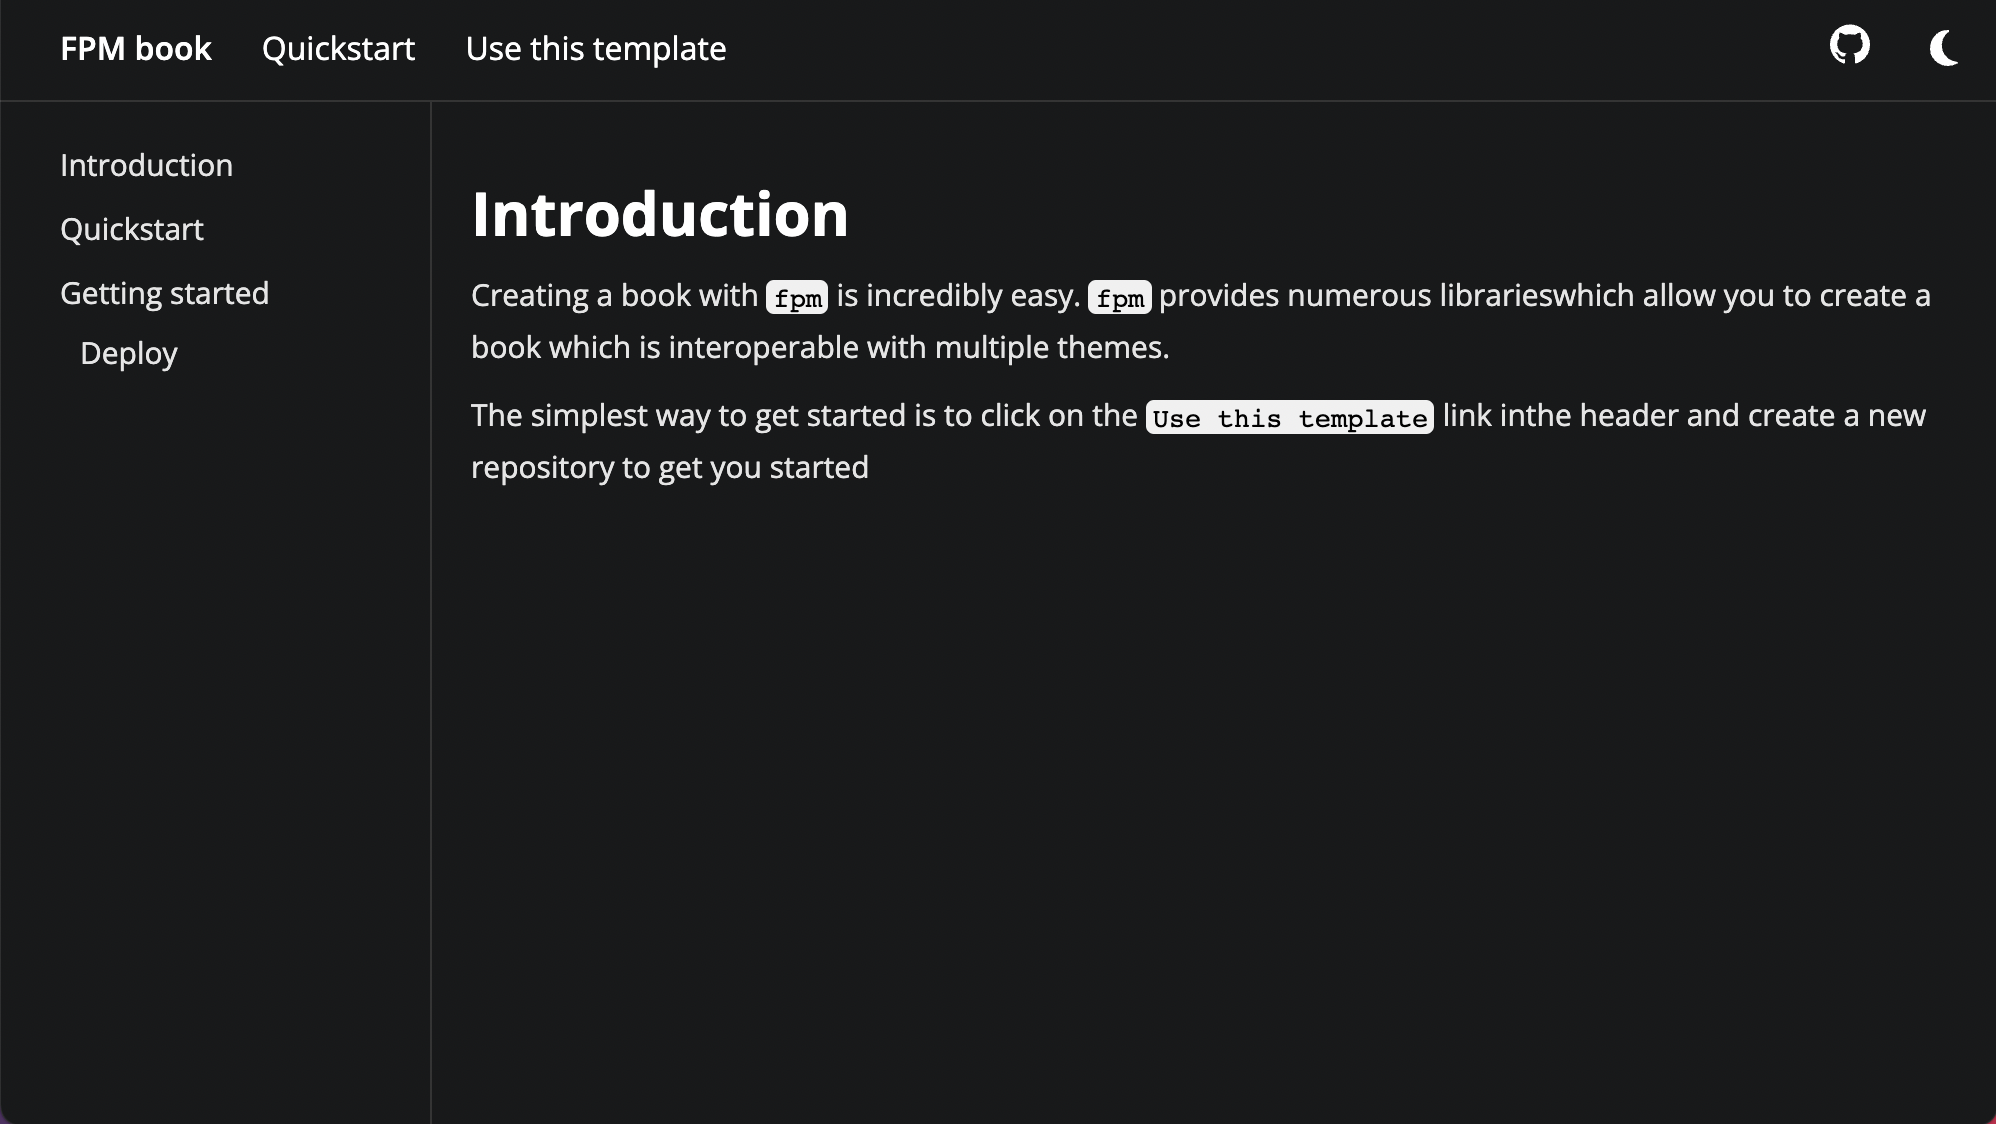 FPM book Quickstart Use this template
Introduction
Quickstart
Getting started
Deploy
Introduction
Creating a book with fpm is incredibly easy. fpm provides numerous librarieswhich allow you to create a
book which is interoperable with multiple themes.
The simplest way to get started is to click on the Use this template link inthe header and create a new
repository to get you started